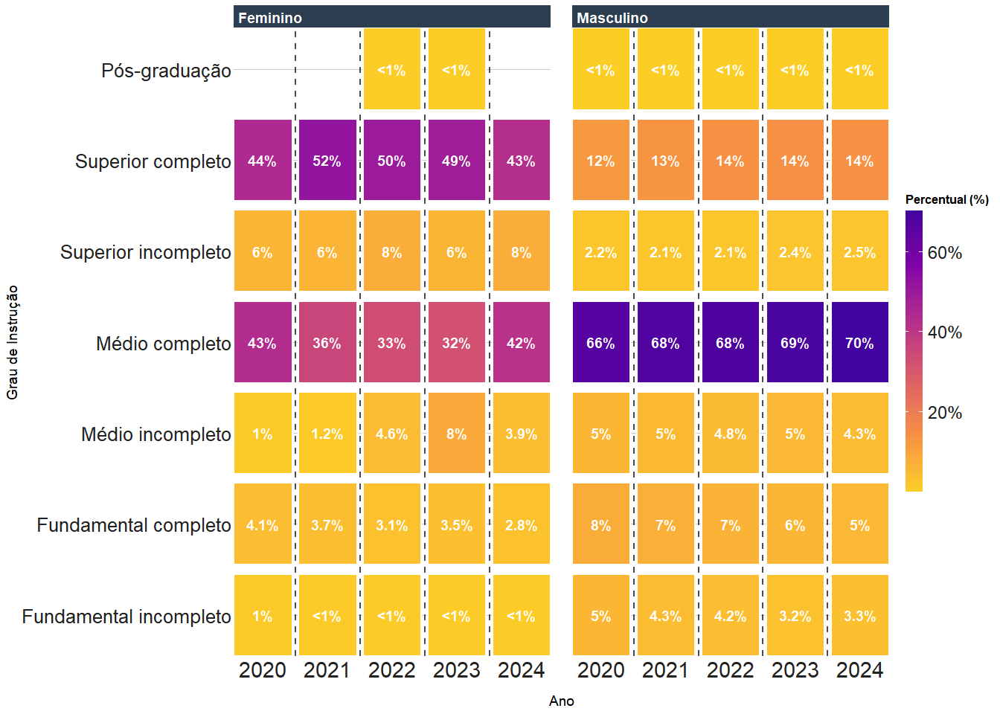 Feminino Masculino
Pós-graduação <1% <1% <1% <1% <1% <1% <1%
Superior completo 44% 52% 50% 49% 43% 12% 13% 14% 14% 14%
Superior incompleto 6% 6% 8% 6% 8% 2.2% 2.1% 2.1% 2.4% 2.5%
Médio completo 43% 36% 33% 32% 42% 66% 68% 68% 69% 70%
Médio incompleto 1% 1.2% 4.6% 8% 3.9% 5% 5% 4.8% 5% 4.3%
Fundamental completo 4.1% 3.7% 3.1% 3.5% 2.8% 8% 7% 7% 6% 5%
Fundamental incompleto 1% <1% <1% <1% <1% 5% 4.3% 4.2% 3.2% 3.3%
2020 2021 2022 2023 2024 2020 2021 2022 2023 2024
Ano
Grau de Instrução
Percentual (%)
60%
40%
20%